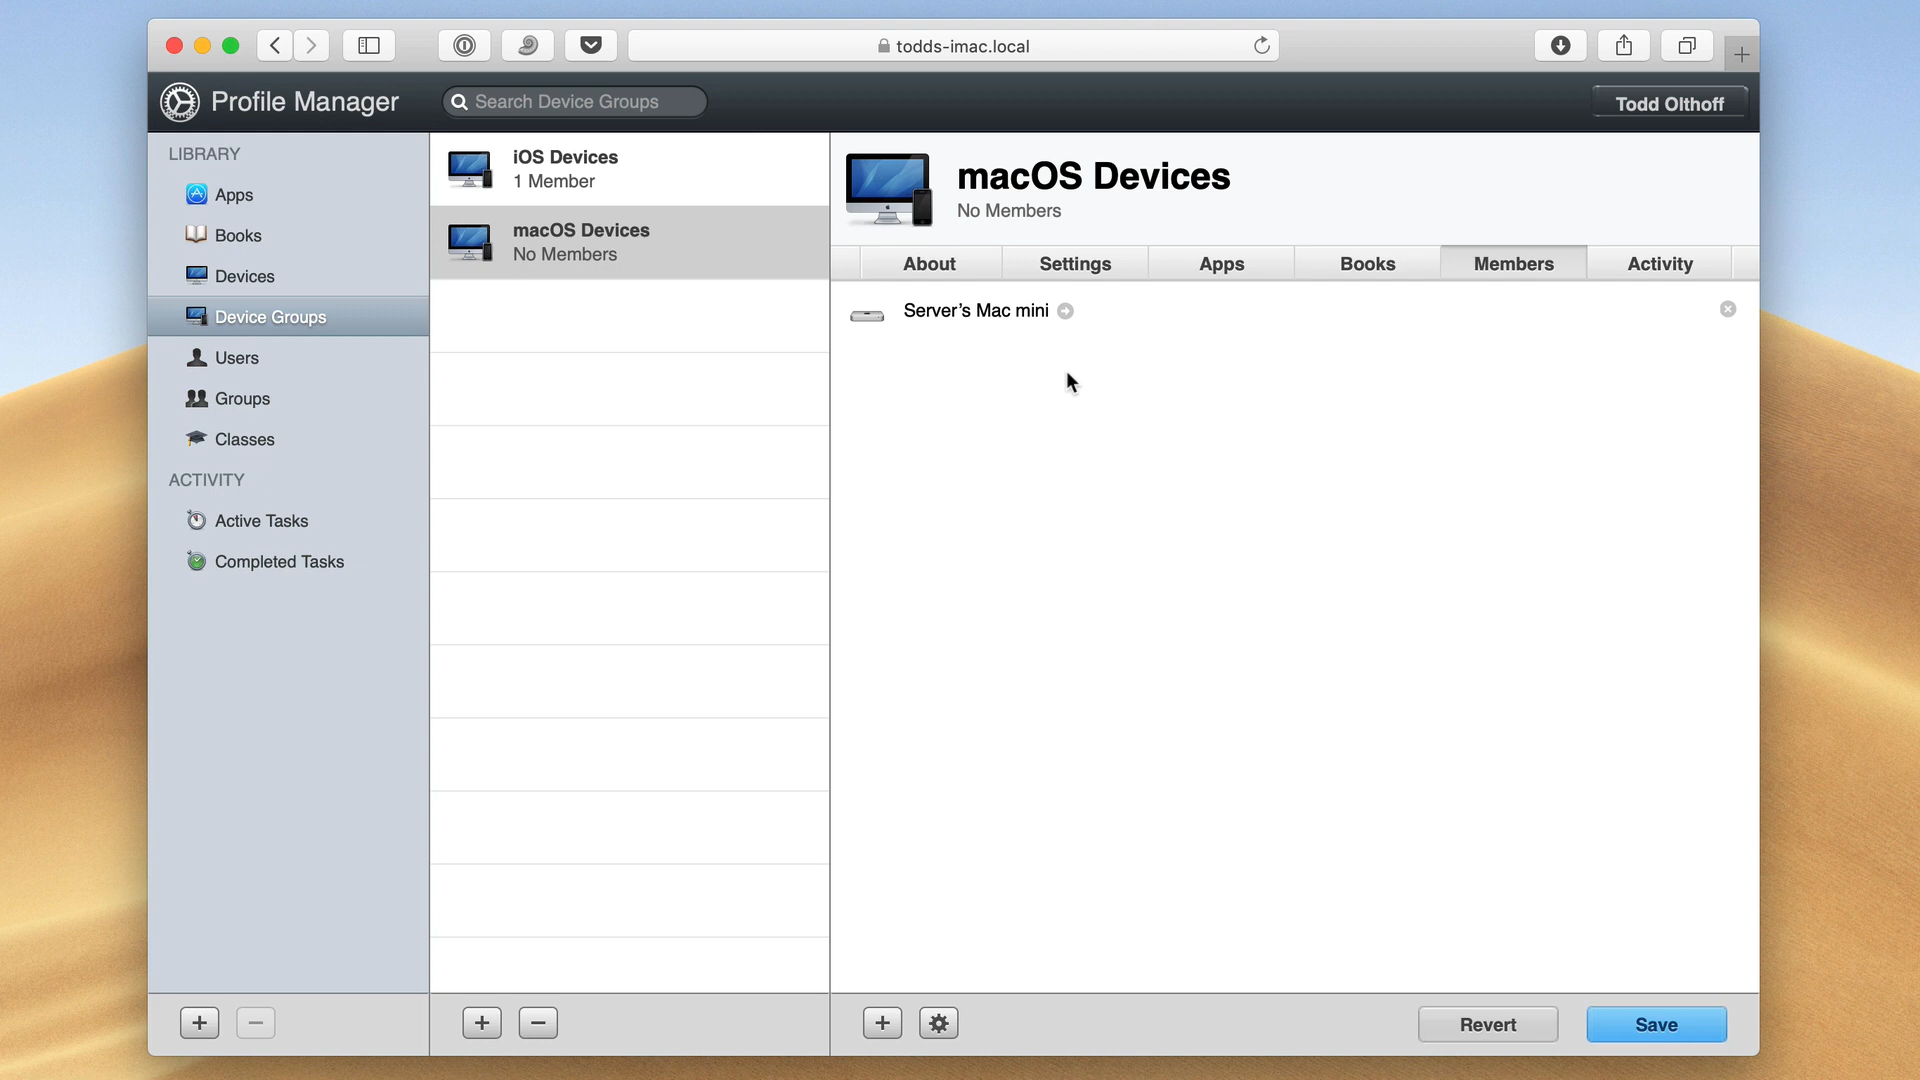 todds-imac.local
Profile Manager
Search Device Groups
Todd Olthoff
LIBRARY
Apps
Books
Devices
Device Groups
Users
Groups
Classes
ACTIVITY
Active Tasks
Completed Tasks
iOS Devices
1 Member
macOS Devices
No Members
macOS Devices
No Members
About
Settings
Apps
Books
Members
Activity
Server’s Mac mini
Revert
Save